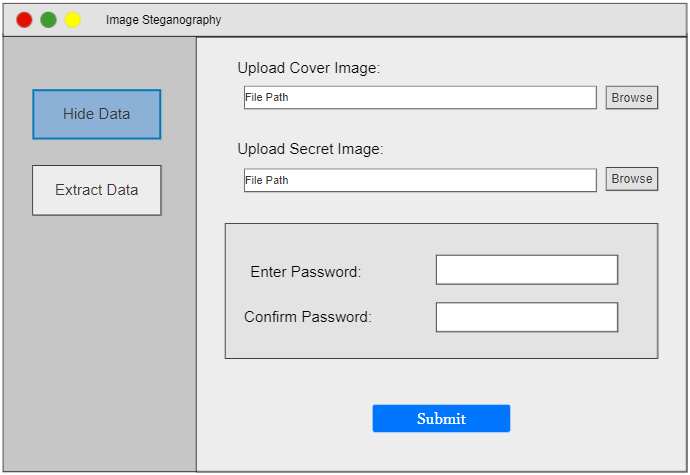 Image Steganography
Hide Data
Extract Data
Upload Cover Image:
File Path
Browse
Upload Secret Image:
File Path
Browse
Enter Password:
Confirm Password:
Submit